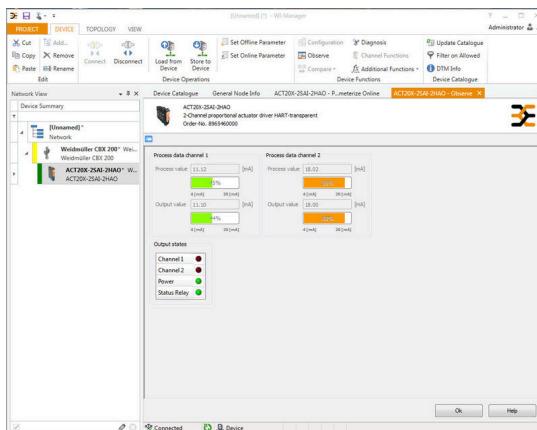 [Unnamed] (*) - WI-Manager
PROJECT DEVICE TOPOLOGY VIEW Administrator
Cut Add...
Copy Remove
Paste Rename
Connect Disconnect
Load from Device
Store to Device
Set Offline Parameter
Set Online Parameter
Configuration Diagnosis
Observe Channel Functions
Compare Additional Functions
Update Catalogue
Filter on Allowed
DTM Info
Edit Device Operations Device Functions Device Catalogue
Network View
Device Catalogue General Node Info ACT20X-2SAI-2HAO - P...meterize Online ACT20X-2SAI-2HAO - Observe
Device Summary
[Unnamed]*
Network
Weidmüller CBX 200* We...
Weidmüller CBX 200
ACT20X-2SAI-2HAO* W...
ACT20X-2SAI-2HAO
ACT20X-2SAI-2HAO
2-Channel proportional actuator driver HART-transparent
Order-No. 8965460000
Process data channel 1
Process value 11.12 [mA]
4 [mA] 20 [mA]
Output value 11.10 [mA]
44%
4 [mA] 20 [mA]
Process data channel 2
Process value 18.02 [mA]
4 [mA] 20 [mA]
Output value 18.00 [mA]
4 [mA] 20 [mA]
Output states
Channel 1
Channel 2
Power
Status Relay
Ok Help
Connected Device